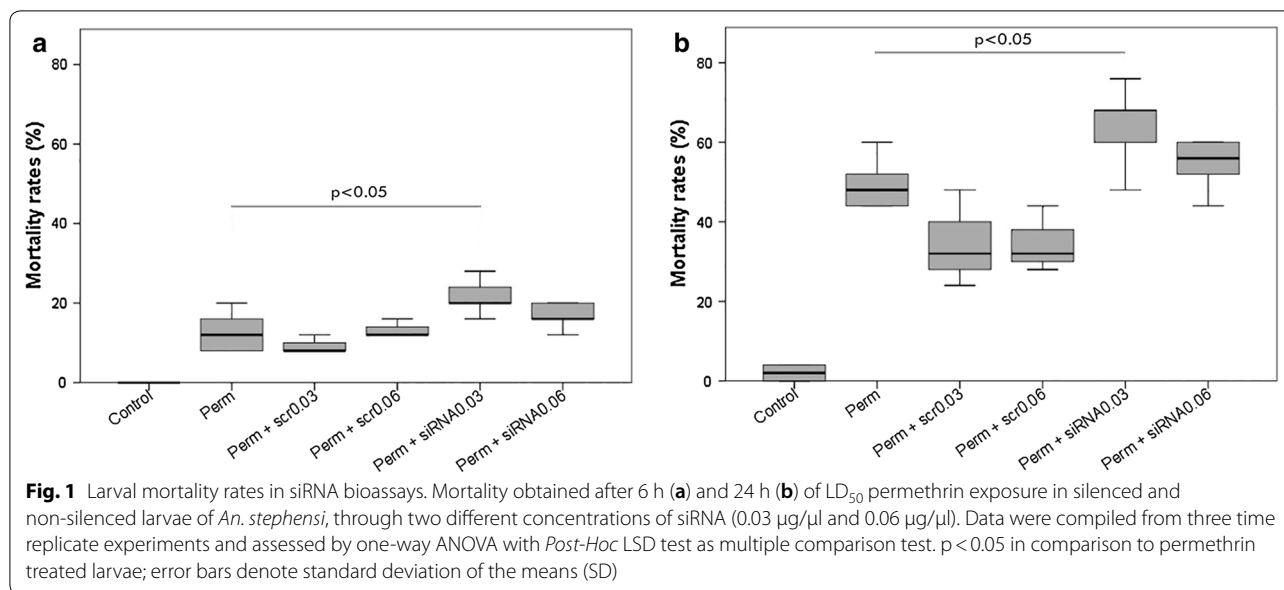 a
Mortality rates (%)
80
60
40
20
0
p<0.05
Control
Perm
Perm + scr0.03
Perm + scr0.06
Perm + siRNA0.03
Perm + siRNA0.06
b
Mortality rates (%)
80
60
40
20
0
p<0.05
Control
Perm
Perm + scr0.03
Perm + scr0.06
Perm + siRNA0.03
Perm + siRNA0.06
Fig. 1 Larval mortality rates in siRNA bioassays. Mortality obtained after 6 h (a) and 24 h (b) of LD50 permethrin exposure in silenced and
non-silenced larvae of An. stephensi, through two different concentrations of siRNA (0.03 µg/µl and 0.06 µg/µl). Data were compiled from three time
replicate experiments and assessed by one-way ANOVA with Post-Hoc LSD test as multiple comparison test. p < 0.05 in comparison to permethrin
treated larvae; error bars denote standard deviation of the means (SD)